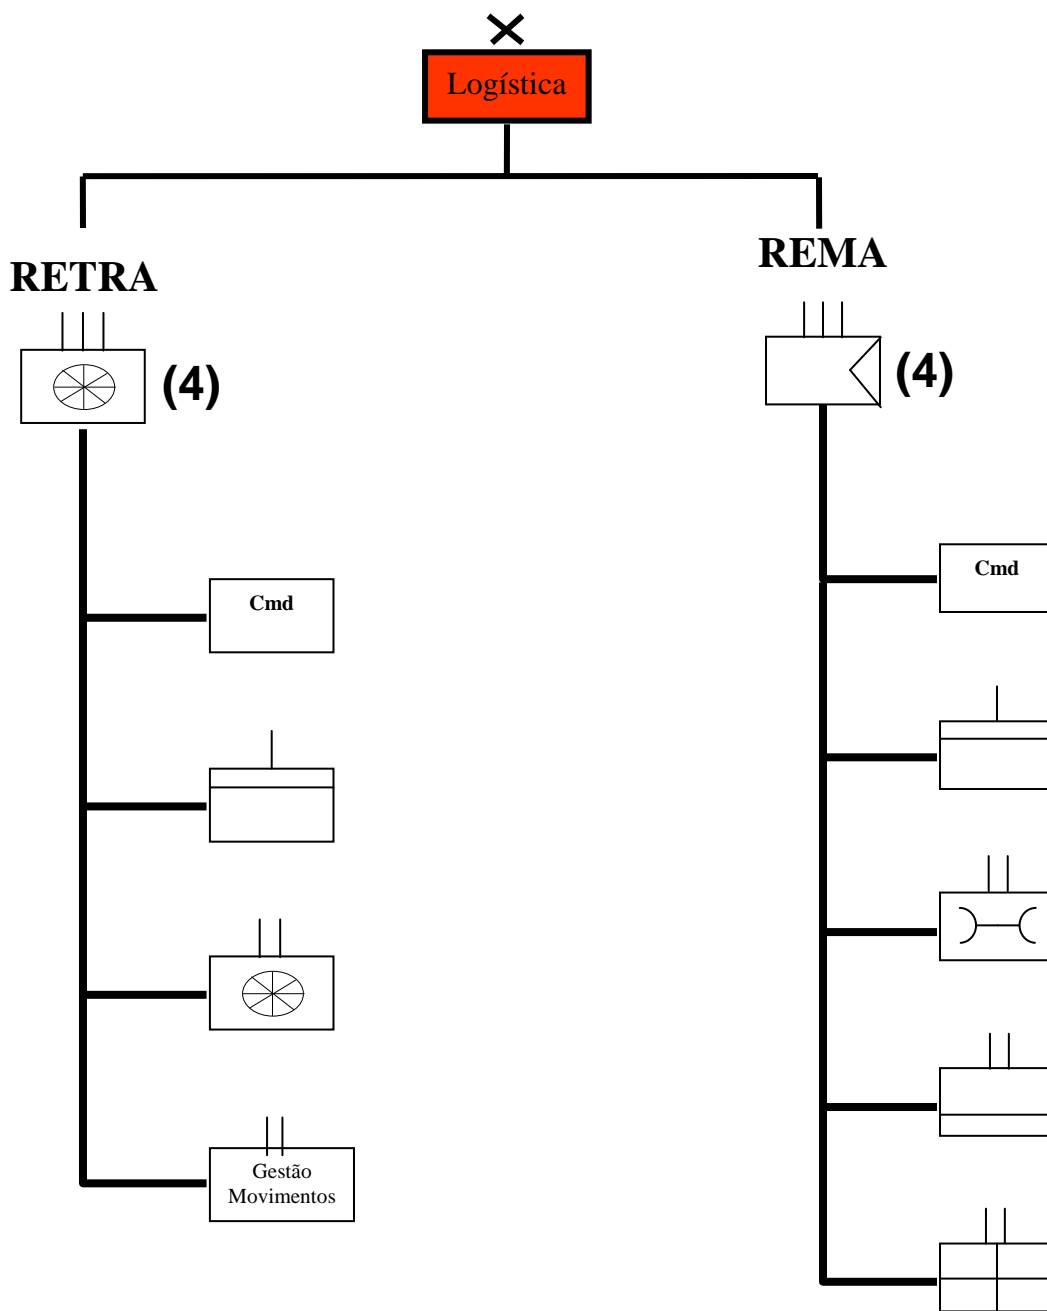 Logística
RETRA
REMA
(4)
(4)
Cmd
Cmd
Gestão
Movimentos